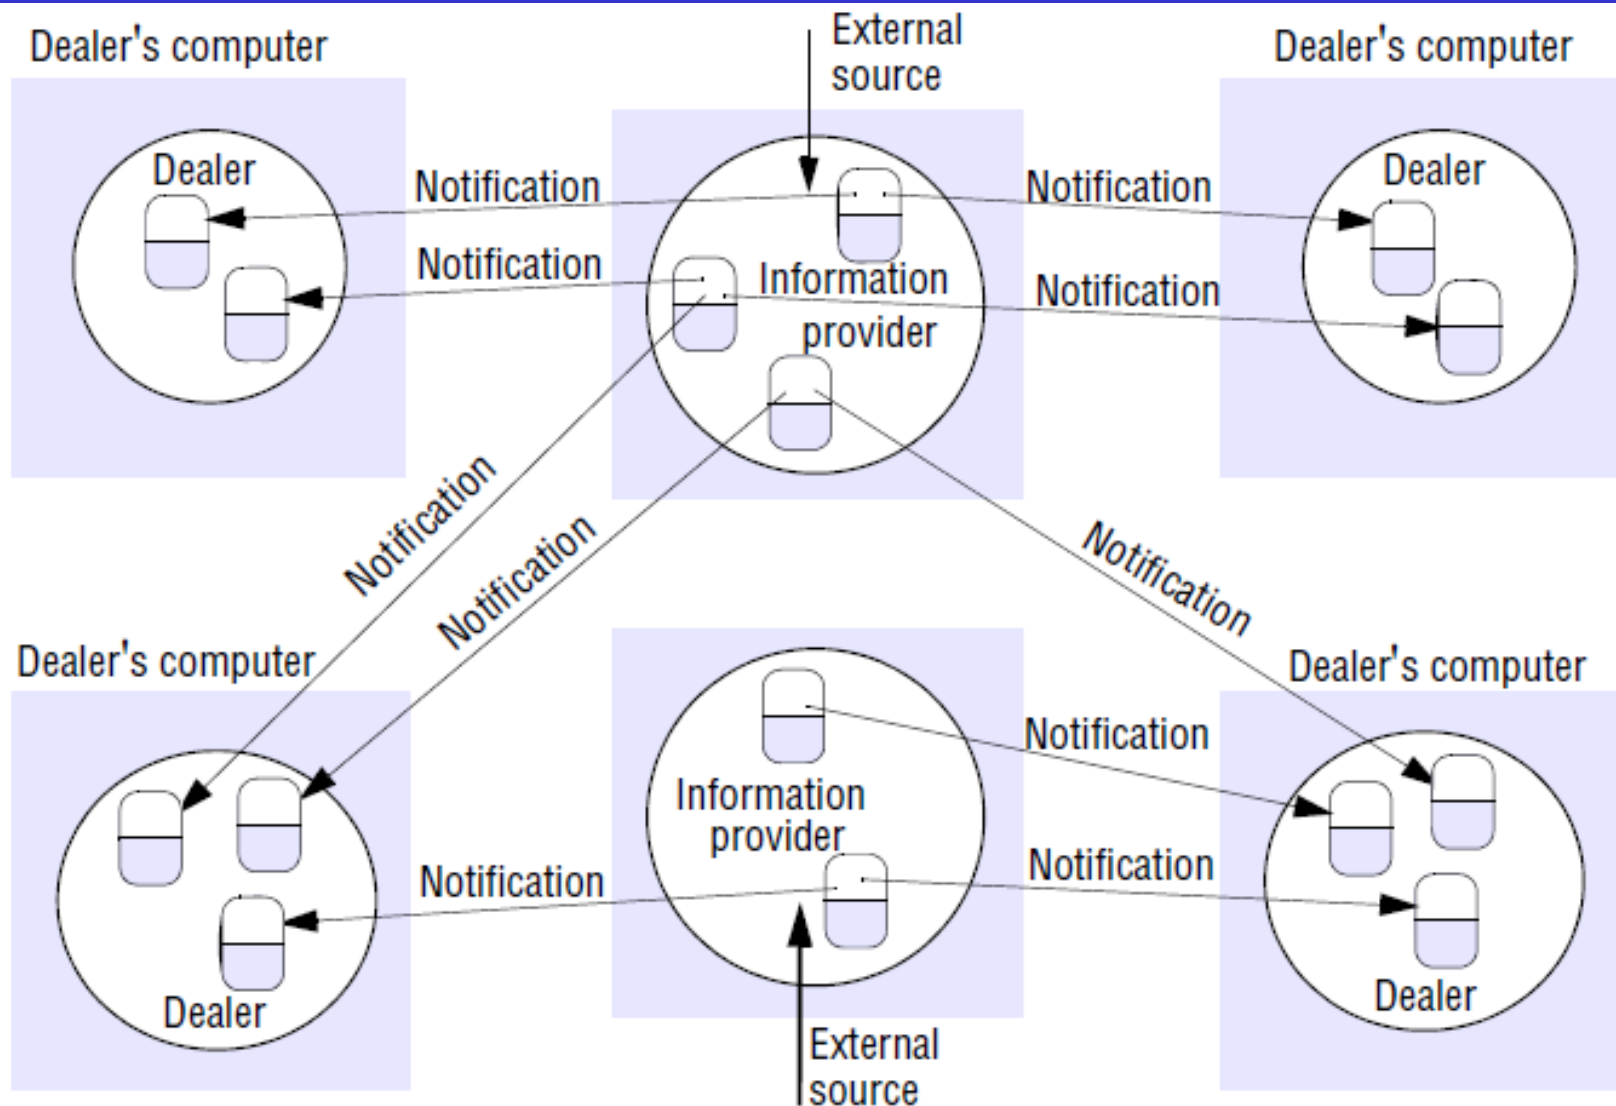 Dealer's computer
External
source
Dealer's computer
Dealer
Notification
Notification
Dealer
Notification
Information
provider
Notification
Notification
Notification
Notification
Dealer's computer
Dealer's computer
Notification
Information
provider
Notification
Notification
Dealer
Dealer
External
source